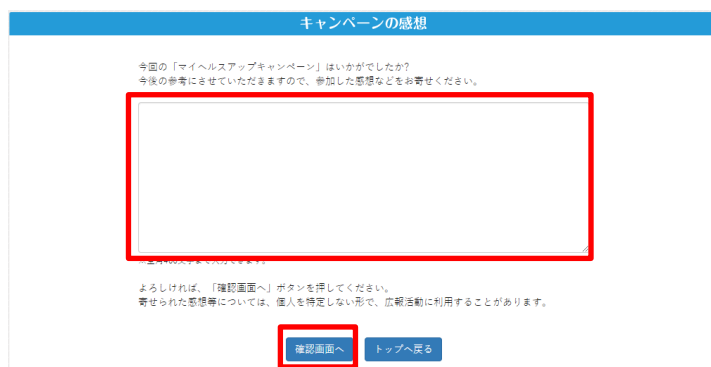 キャンペーンの感想
今回の「マイヘルスアップキャンペーン」はいかがでしたか?
今後の参考にさせていただきますので、参加した感想などをお寄せください。
よろしければ、「確認画面へ」ボタンを押してください。
寄せられた感想等については、個人を特定しない形で、広報活動に利用することがあります。
確認画面へ
トップへ戻る